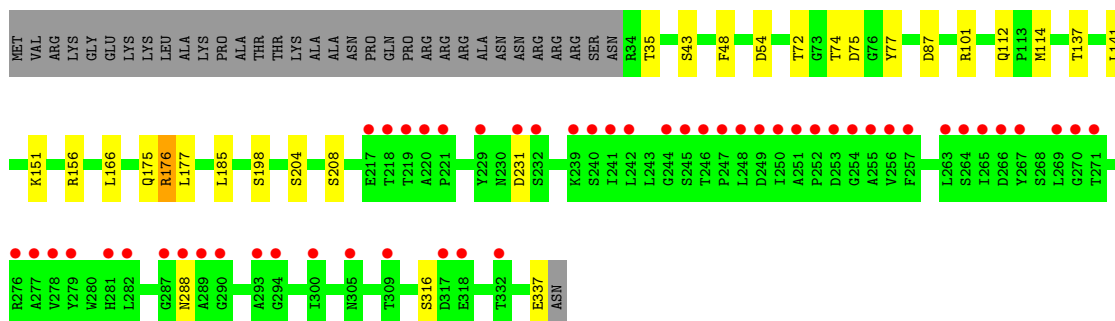 MET VAL ARG LYS GLY GLU LYS LYS LEU ALA LYS PRO ALA THR THR LYS ALA ALA ASN PRO GLN PRO ARG ARG ARG ALA ASN ASN ARG ARG ARG SER ASN R34 T35 S43 F48 D54 T72 G73 T74 D75 G76 Y77 D87 R101 Q112 P113 M114 T137 L141
K151 R156 L166 Q175 R176 L177 L185 S198 S204 S208 E217 T218 T219 A220 P221 Y229 N230 D231 S232 K239 S240 I241 L242 L243 G244 S245 T246 P247 L248 D249 I250 A251 P252 D253 G254 A255 V256 F257 L263 S264 I265 D266 Y267 S268 L269 G270 T271
R276 A277 V278 Y279 W280 H281 L282 G287 N288 A289 G290 A293 G294 I300 N305 T309 S316 D317 E318 T332 E337 ASN